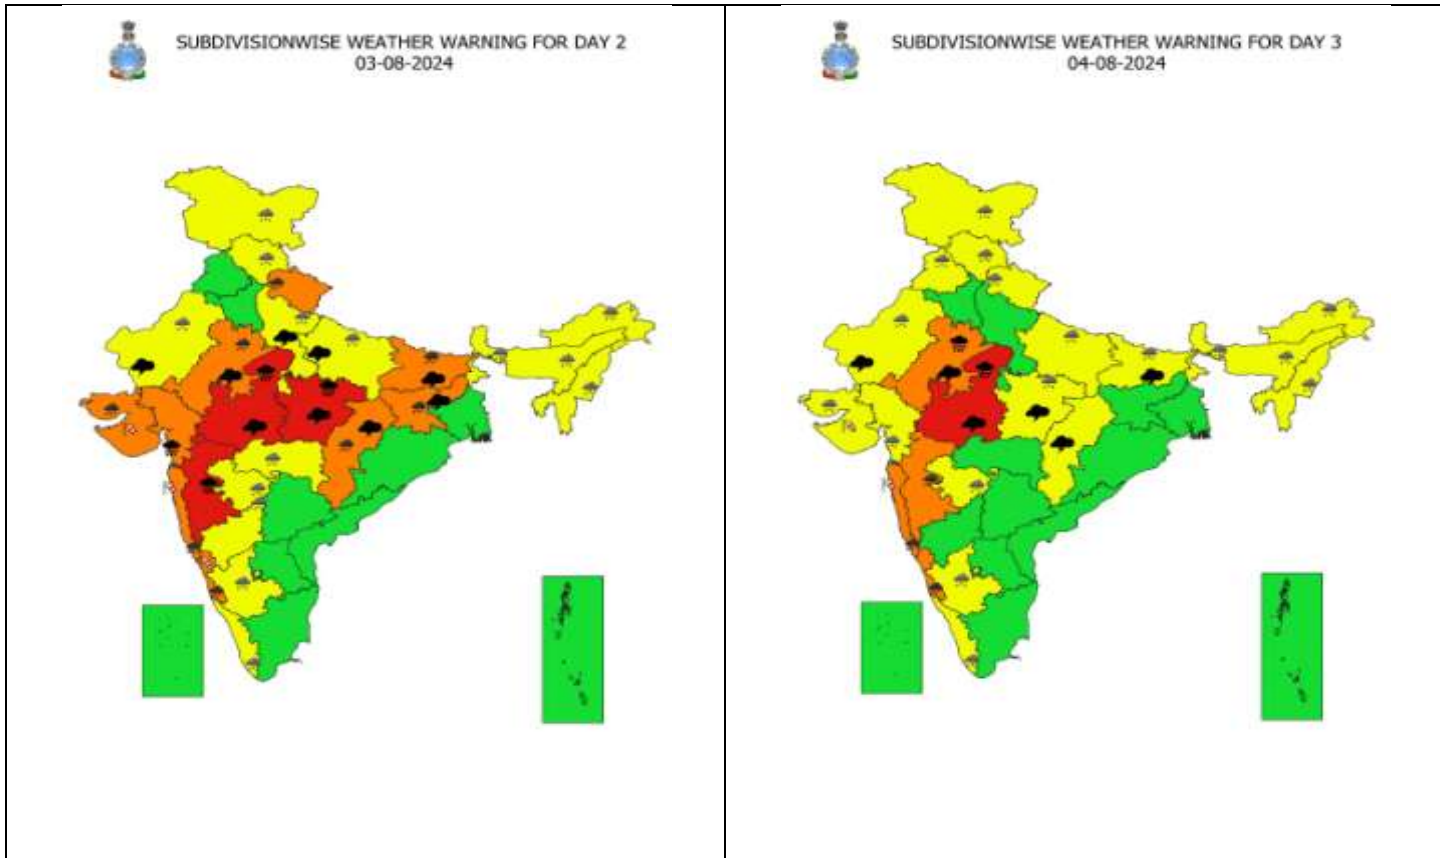 SUBDIVISIONWISE WEATHER WARNING FOR DAY 2
03-08-2024
SUBDIVISIONWISE WEATHER WARNING FOR DAY 3
04-08-2024